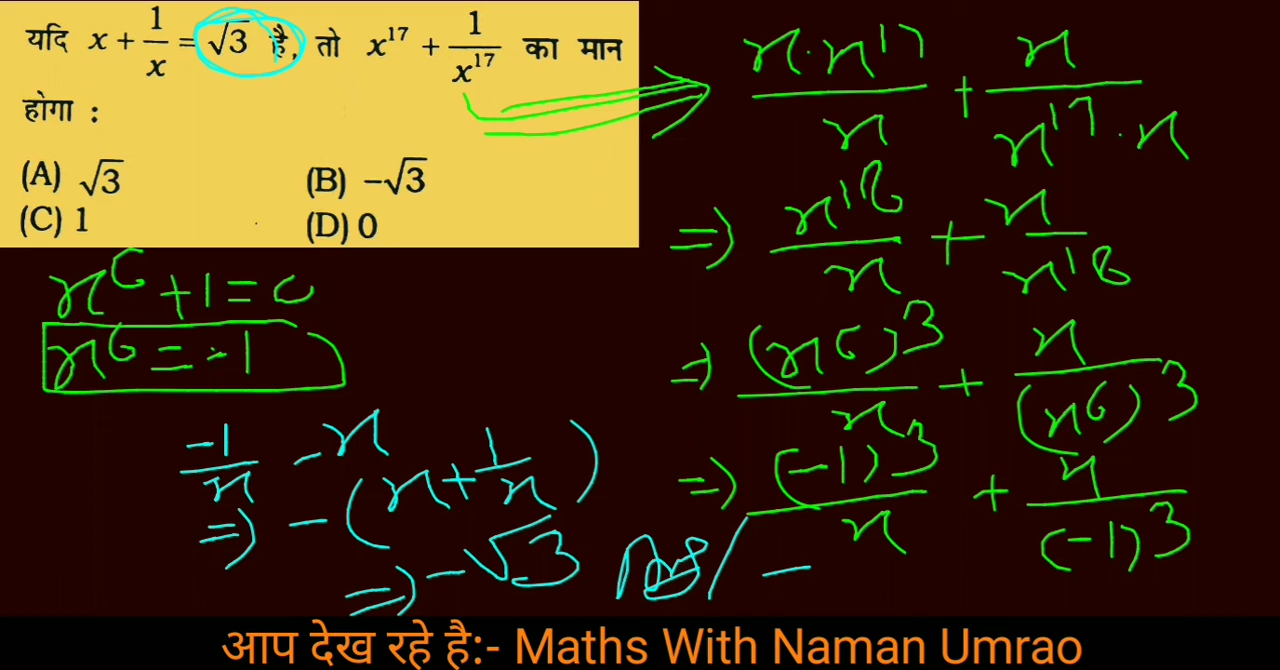 यदि x + 1/x = √3 है, तो x¹⁷ + 1/x¹⁷ का मान
होगा :
(A) √3 (B) -√3
(C) 1 (D) 0
x⁶ + 1 = 0
x⁶ = -1
x·x¹⁷/x + x/x¹⁷·x
=> x¹⁸/x + x/x¹⁸
=> (x⁶)³/x + x/(x⁶)³
=> (-1)³/x + x/(-1)³
-1/x - x
=> -(x + 1/x)
=> -√3 Ans
आप देख रहे है:- Maths With Naman Umrao